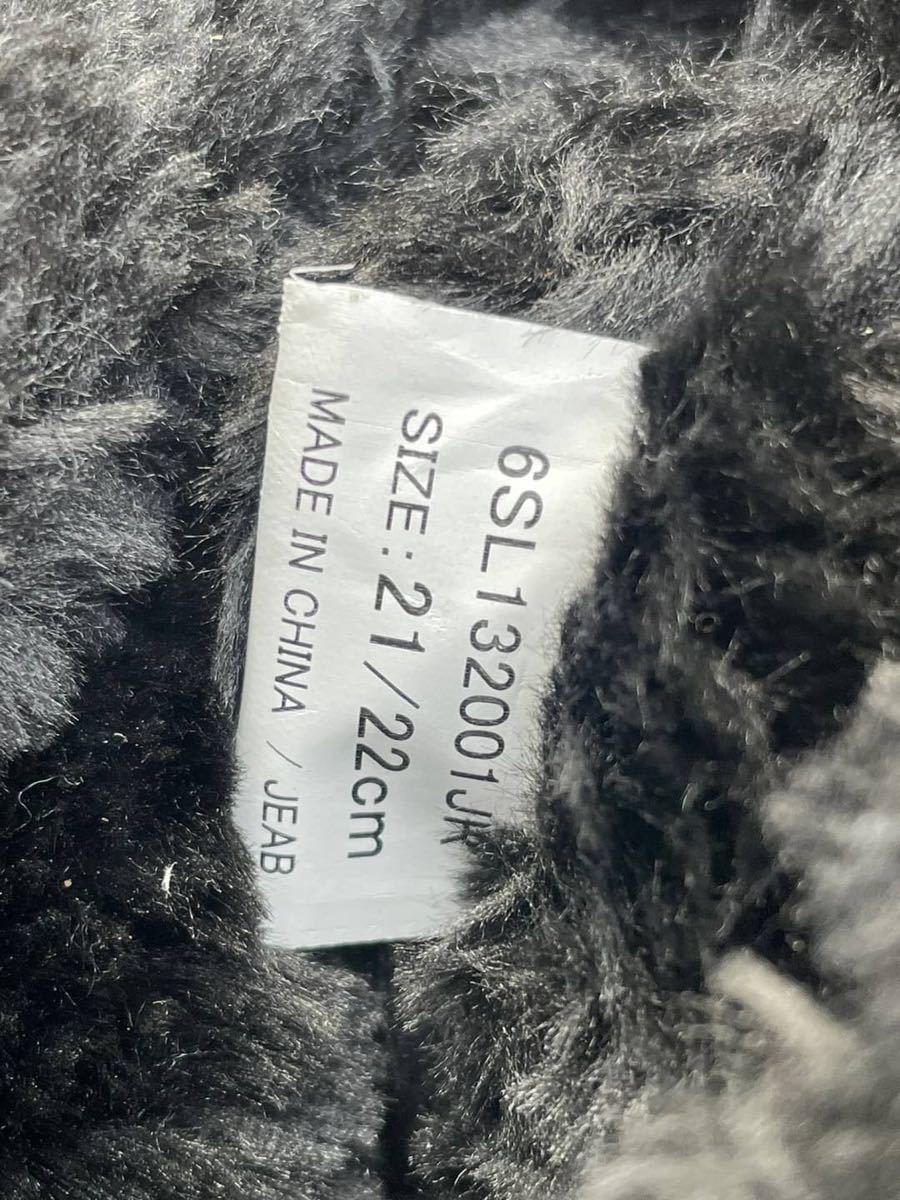 6SL132001JK
SIZE:21/22cm
MADE IN CHINA /JEAB